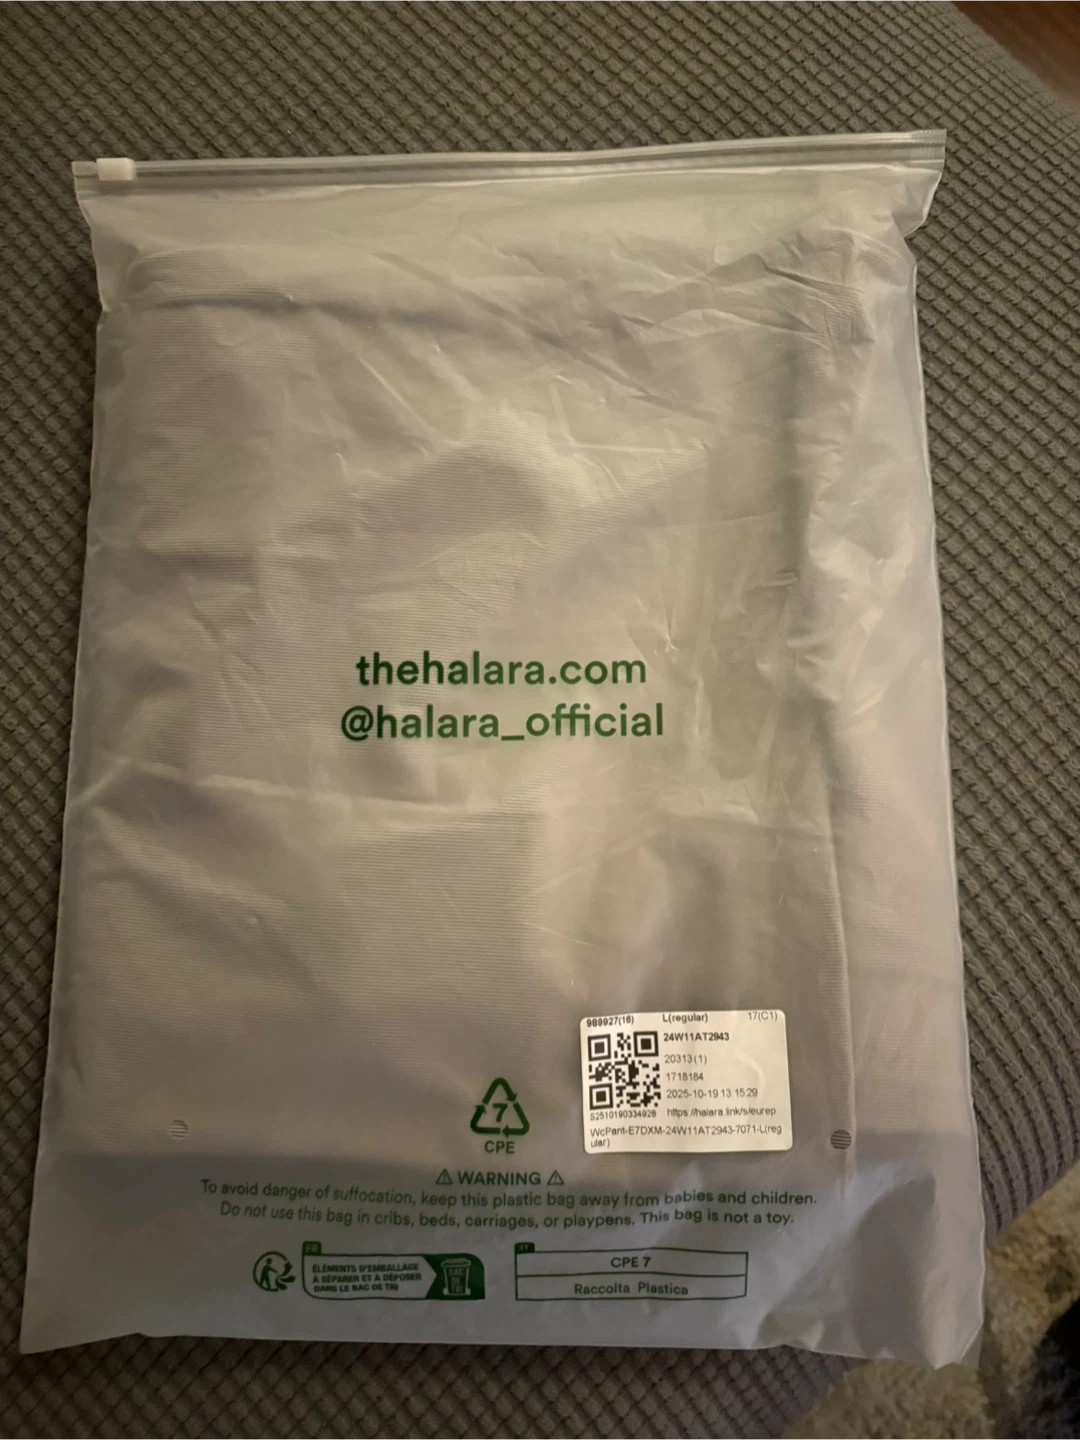 thehalara.com
@halara_official
989927(16) L(regular) 17(C1)
24W11AT2943
20313(1)
1718184
2025-10-19 13:15:29
S2510190334928 https://halara.link/s/eurep
WcPant-E7DXM-24W11AT2943-7071-L(reg
ular)
7
CPE
⚠ WARNING ⚠
To avoid danger of suffocation, keep this plastic bag away from babies and children.
Do not use this bag in cribs, beds, carriages, or playpens. This bag is not a toy.
FR
ÉLÉMENTS D'EMBALLAGE
À SÉPARER ET À DÉPOSER
DANS LE BAC DE TRI
BAC
DE
TRI
IT
CPE 7
Raccolta Plastica